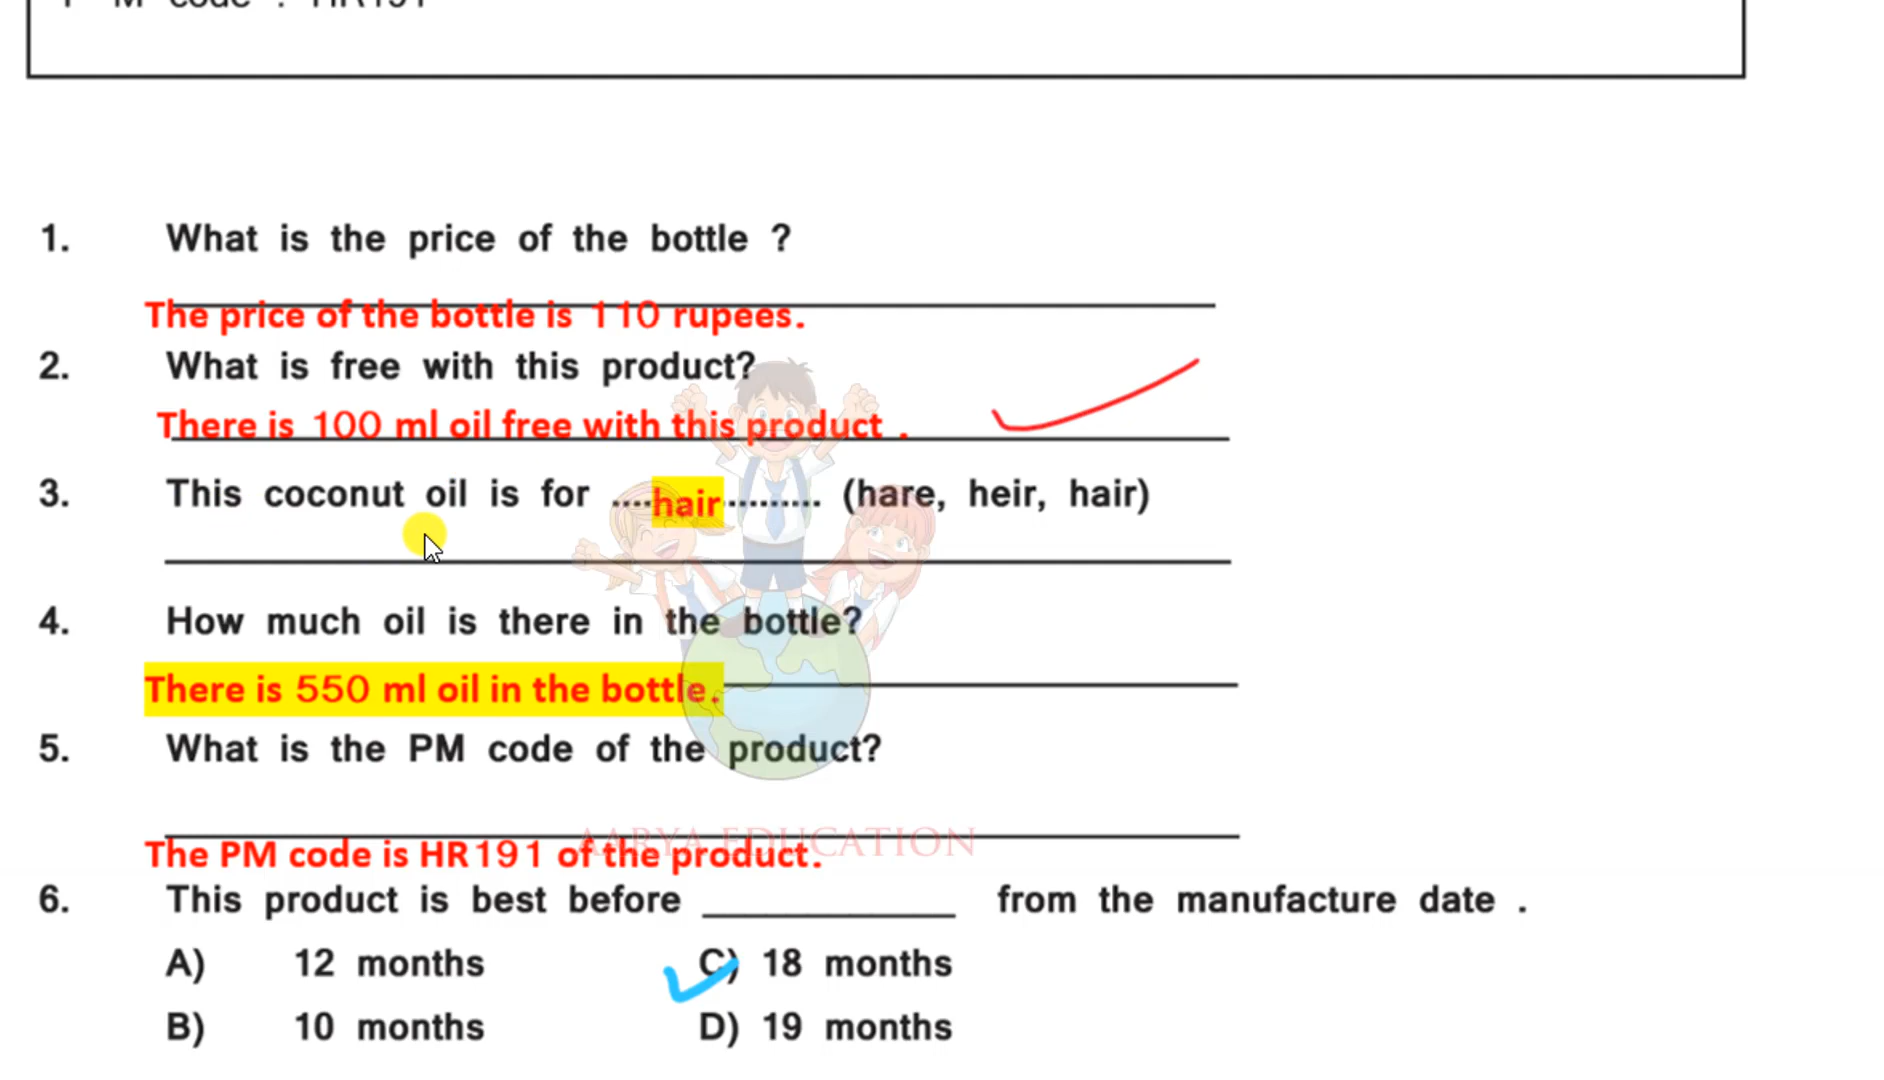 P M code : HR191
1. What is the price of the bottle ?
The price of the bottle is 110 rupees.
2. What is free with this product?
There is 100 ml oil free with this product .
3. This coconut oil is for ....hair.......... (hare, heir, hair)
4. How much oil is there in the bottle?
There is 550 ml oil in the bottle.
5. What is the PM code of the product?
AARYA EDUCATION
The PM code is HR191 of the product.
6. This product is best before ____________ from the manufacture date .
A) 12 months C) 18 months
B) 10 months D) 19 months